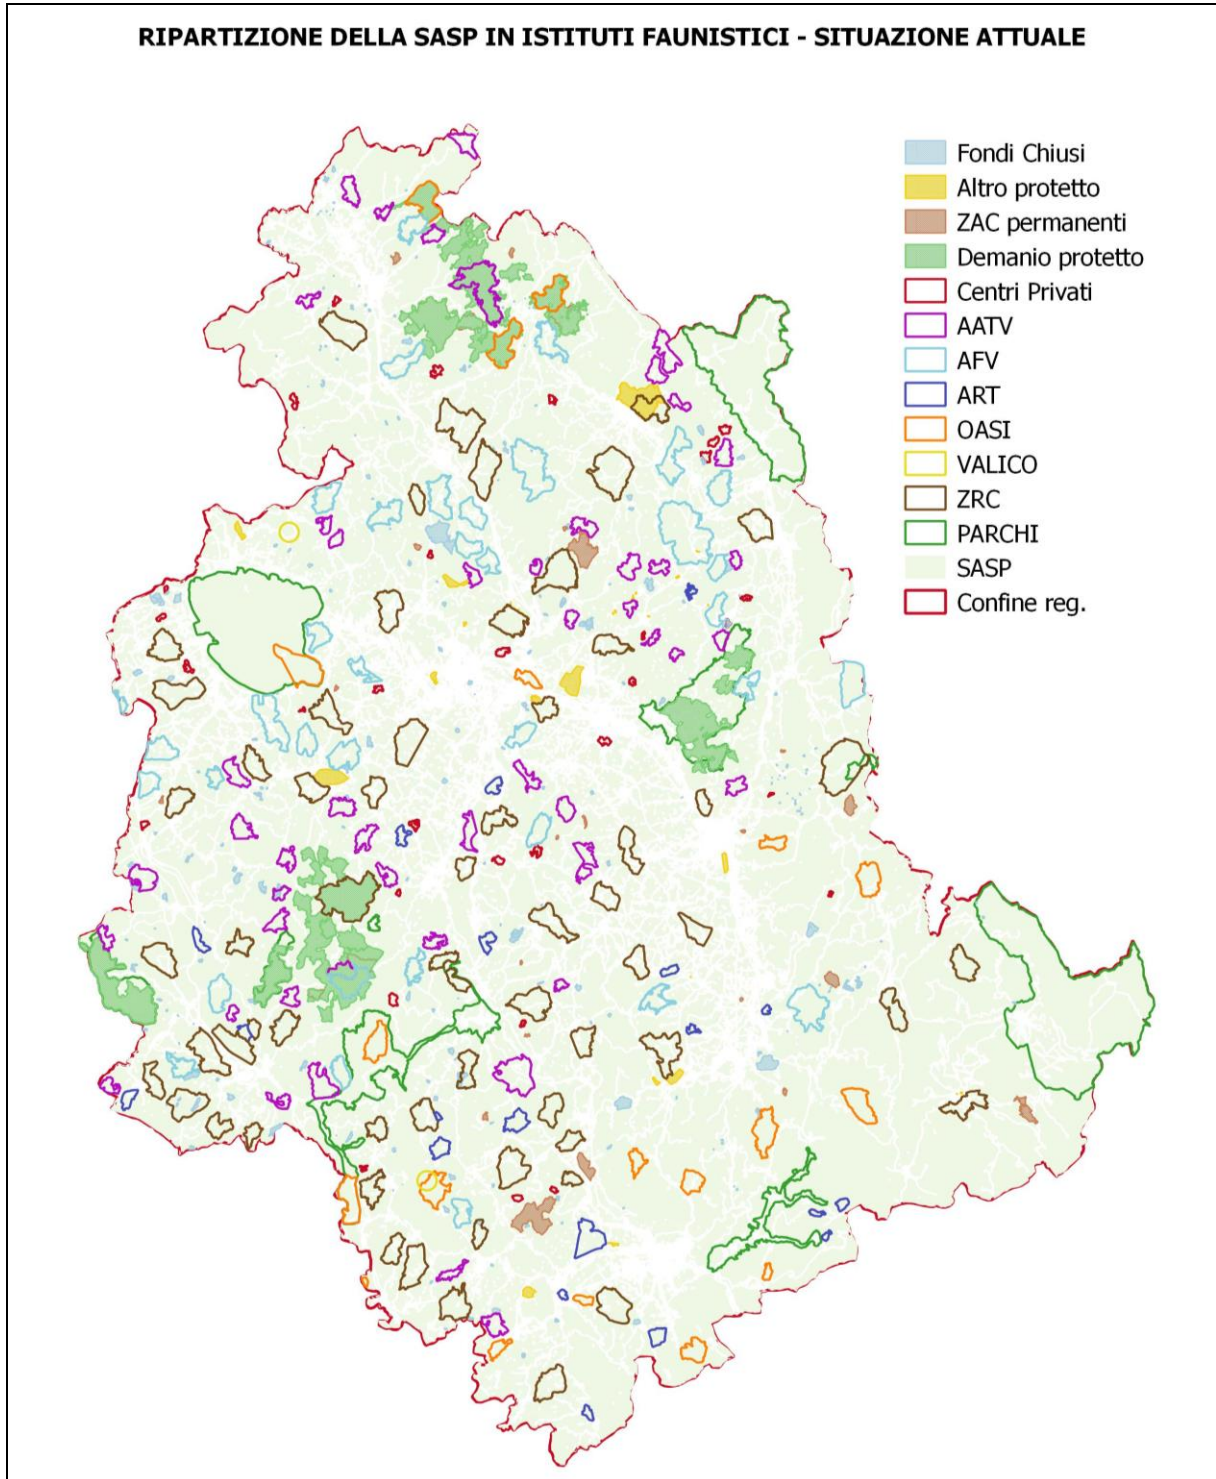 RIPARTIZIONE DELLA SASP IN ISTITUTI FAUNISTICI - SITUAZIONE ATTUALE
Fondi Chiusi
Altro protetto
ZAC permanenti
Demanio protetto
Centri Privati
AATV
AFV
ART
OASI
VALICO
ZRC
PARCHI
SASP
Confine reg.